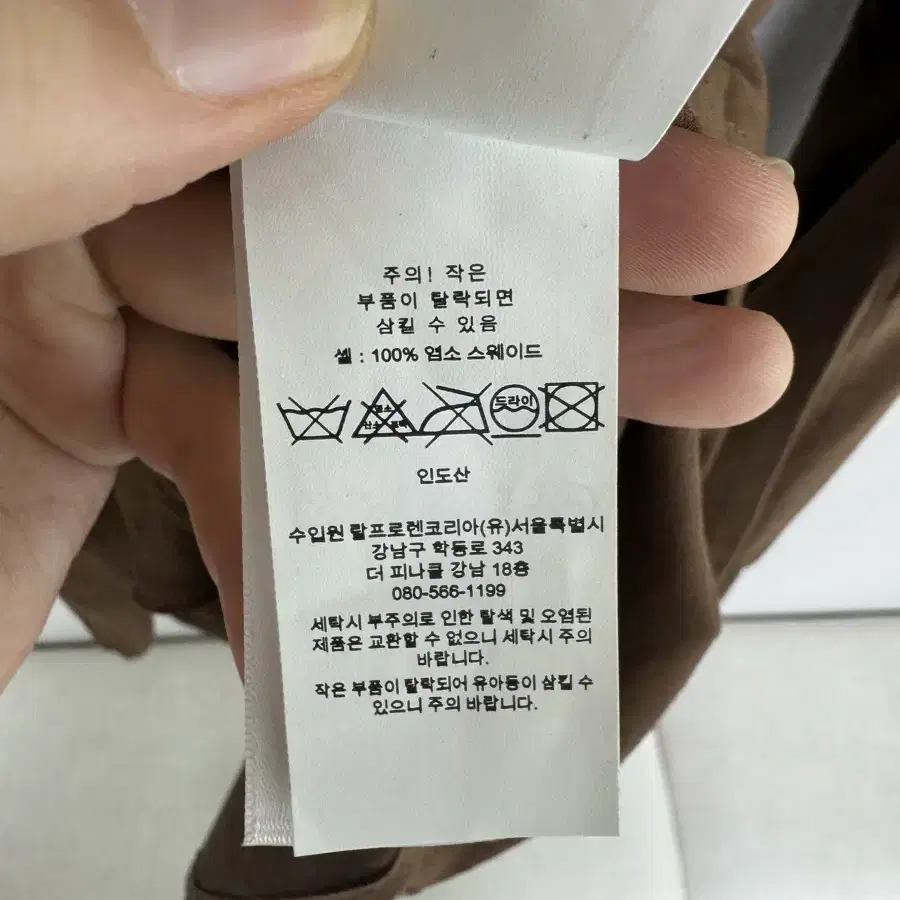 주의! 작은
부품이 탈락되면
삼킬 수 있음
셸 : 100% 염소 스웨이드
드라이
인도산
수입원 랄프로렌코리아(유)서울특별시
강남구 학동로 343
더 피나클 강남 18층
080-566-1199
세탁시 부주의로 인한 탈색 및 오염된
제품은 교환할 수 없으니 세탁시 주의
바랍니다.
작은 부품이 탈락되어 유아등이 삼킬 수
있으니 주의 바랍니다.